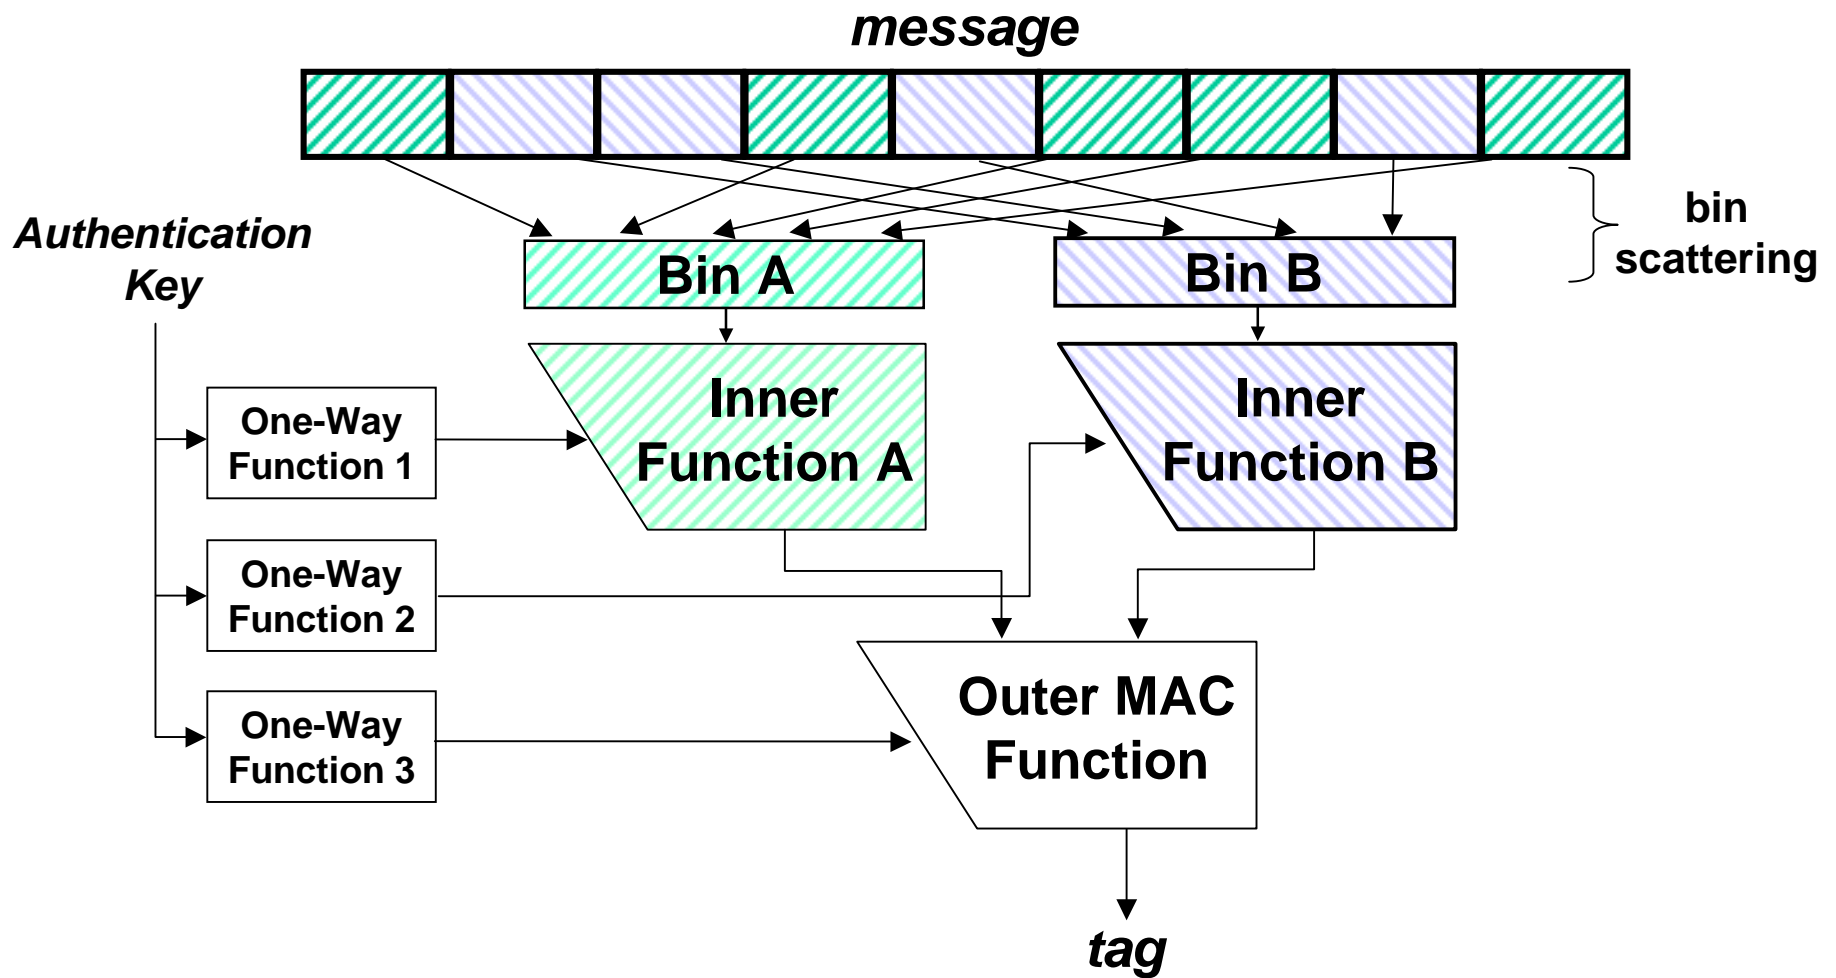 message
bin
scattering
Authentication
Key
Bin A
Bin B
One-Way
Function 1
Inner
Function A
Inner
Function B
One-Way
Function 2
One-Way
Function 3
Outer MAC
Function
tag